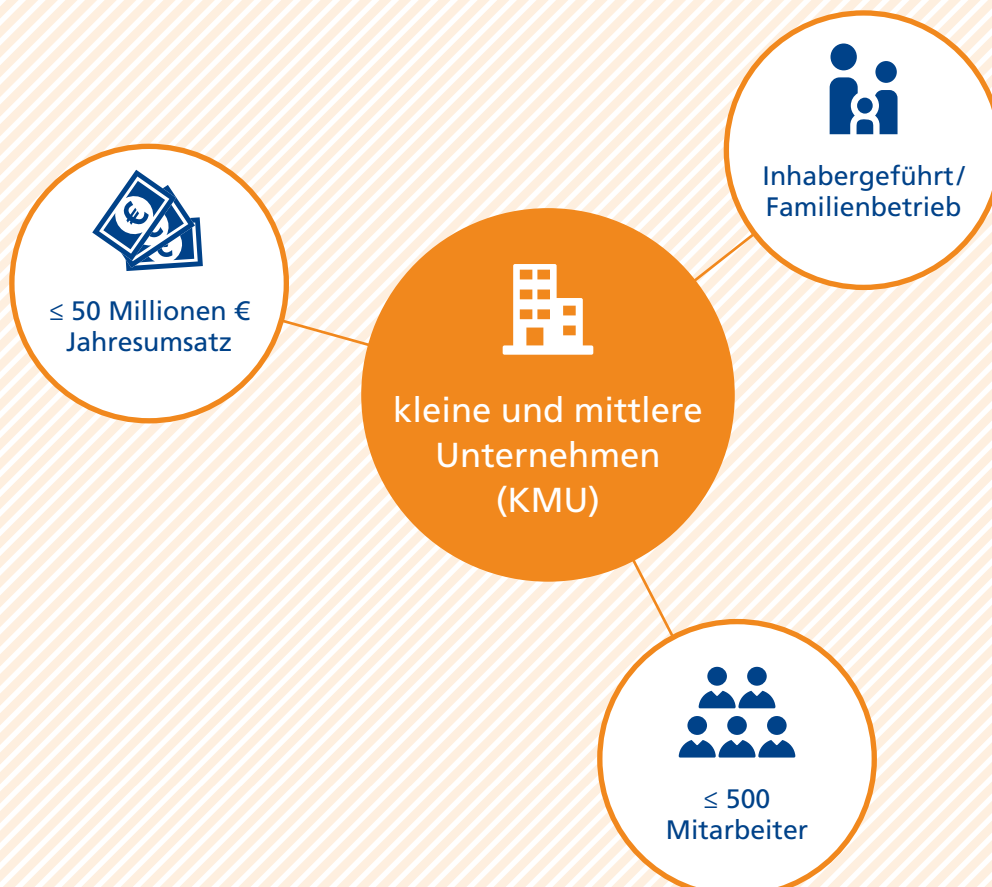 Inhabergeführt/
Familienbetrieb
≤ 50 Millionen €
Jahresumsatz
kleine und mittlere
Unternehmen
(KMU)
≤ 500
Mitarbeiter